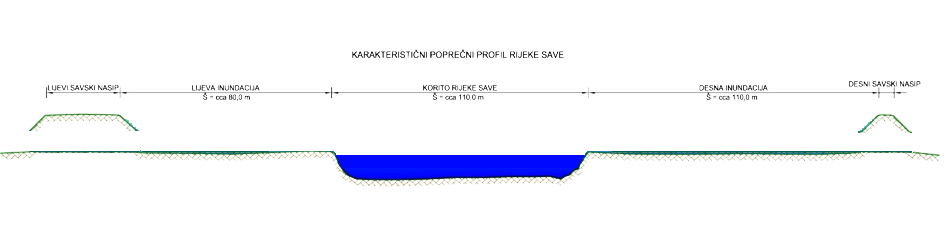 KARAKTERISTIČNI POPREČNI PROFIL RIJEKE SAVE
LIJEVI SAVSKI NASIP
LIJEVA INUNDACIJA
Š = cca 80,0 m
KORITO RIJEKE SAVE
Š = cca 110,0 m
DESNA INUNDACIJA
Š = cca 110,0 m
DESNI SAVSKI NASIP